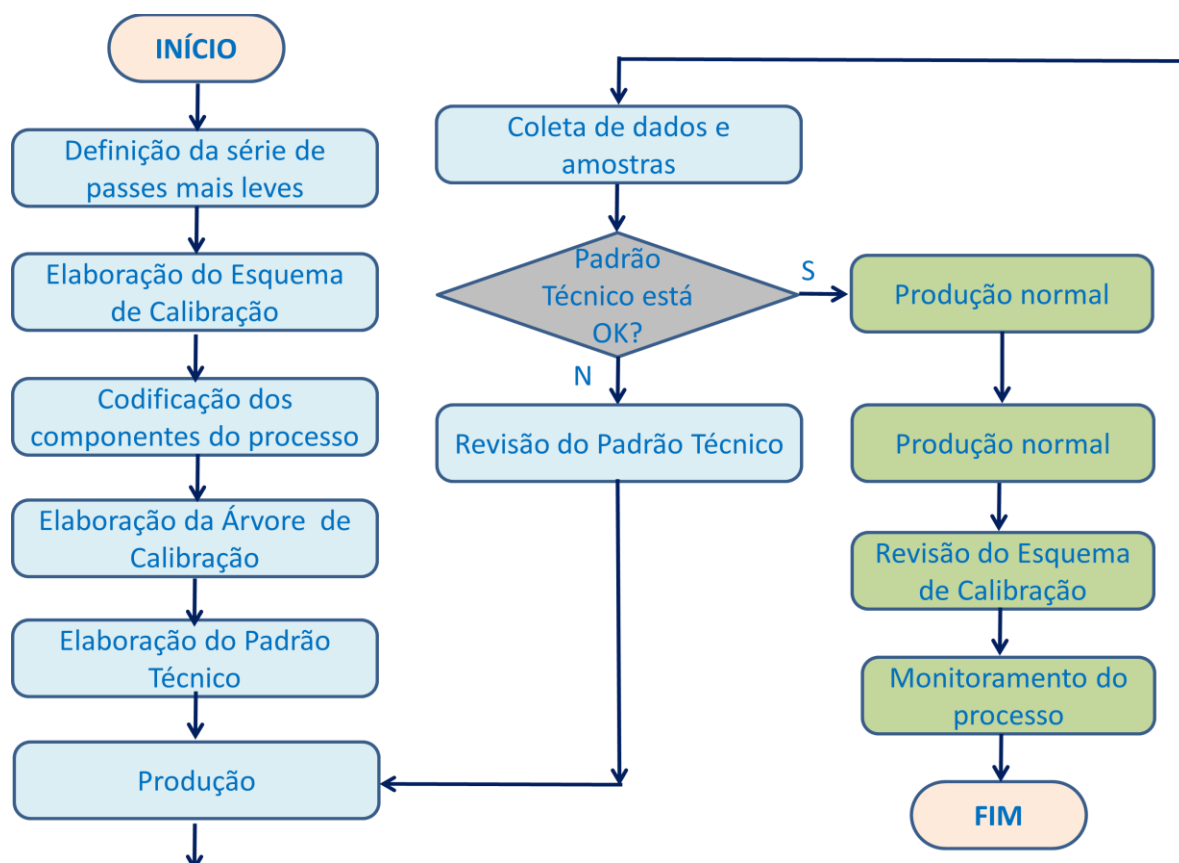 INÍCIO
Definição da série de
passes mais leves
Elaboração do Esquema
de Calibração
Codificação dos
componentes do processo
Elaboração da Árvore de
Calibração
Elaboração do Padrão
Técnico
Produção
Coleta de dados e
amostras
Padrão
Técnico está
OK?
S
N
Revisão do Padrão Técnico
Produção normal
Produção normal
Revisão do Esquema
de Calibração
Monitoramento do
processo
FIM